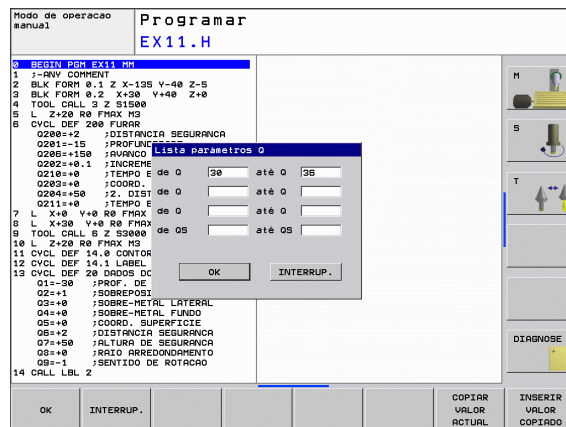 Modo de operacao
manual
Programar
EX11.H
0 BEGIN PGM EX11 MM
1 ;-ANY COMMENT
2 BLK FORM 0.1 Z X-135 Y-40 Z-5
3 BLK FORM 0.2 X+30 Y+40 Z+0
4 TOOL CALL 3 Z S1500
5 L Z+20 R0 FMAX M3
6 CYCL DEF 200 FURAR
Q200=+2 ;DISTANCIA SEGURANCA
Q201=-15
Q206=+150 ;AVANCO
Q202=+0.1 ;INCREME
Q210=+0 ;TEMPO E
Q203=+0 ;COORD.
Q204=+50 ;2. DIST
Q211=+0 ;TEMPO E
7 L X+0 Y+0 R0 FMAX
8 L X+30 Y+0 R0 FMAX
9 TOOL CALL 6 Z S3000
10 L Z+20 R0 FMAX M3
11 CYCL DEF 14.0 CONTOR
12 CYCL DEF 14.1 LABEL
13 CYCL DEF 20 DADOS DO
Q1=-30 ;PROF. DE
Q2=+1 ;SOBREPOSI
Q3=+0 ;SOBRE-METAL LATERAL
Q4=+0 ;SOBRE-METAL FUNDO
Q5=+0 ;COORD. SUPERFICIE
Q6=+2 ;DISTANCIA SEGURANCA
Q7=+50 ;ALTURA DE SEGURANCA
Q8=+0 ;RAIO ARREDONDAMENTO
Q9=-1 ;SENTIDO DE ROTACAO
14 CALL LBL 2
Lista parámetros Q
de Q 30 até Q 36
de Q até Q
de Q até Q
de QS até QS
OK INTERRUP.
M
S
T
DIAGNOSE
OK INTERRUP.
COPIAR
VALOR
ACTUAL
INSERIR
VALOR
COPIADO